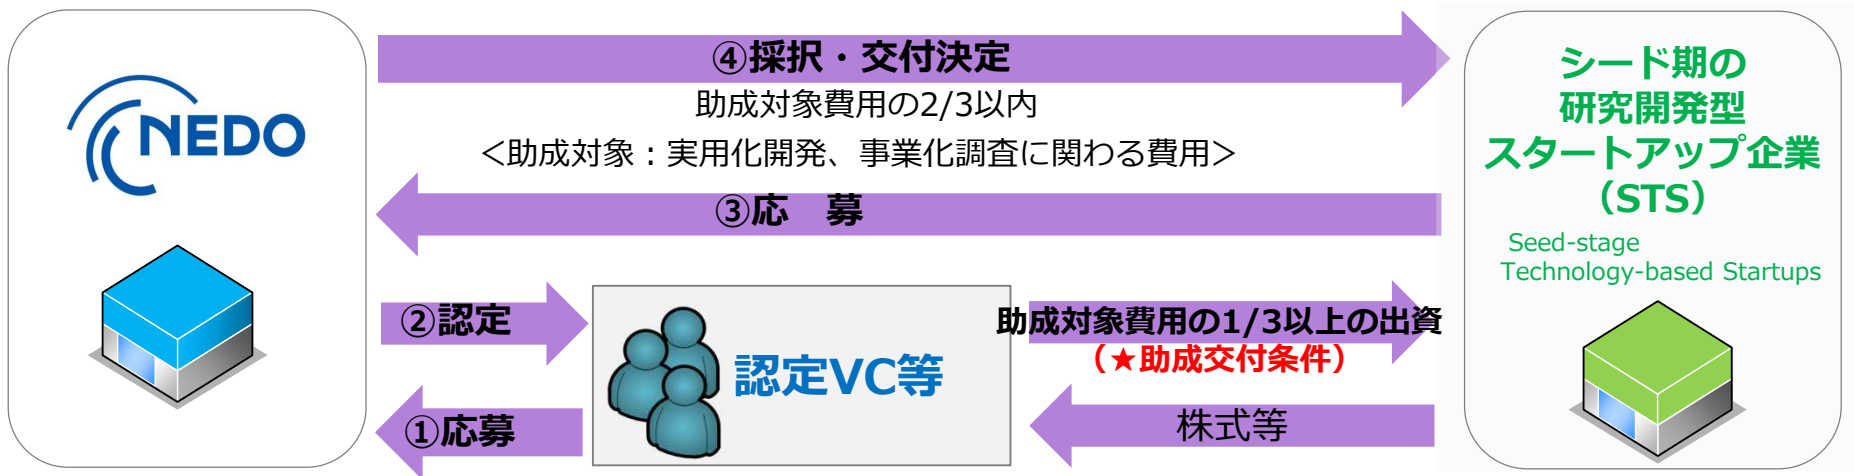 NEDO
④採択・交付決定
助成対象費用の2/3以内
<助成対象：実用化開発、事業化調査に関わる費用>
③応　募
②認定
①応募
認定VC等
助成対象費用の1/3以上の出資
（★助成交付条件）
株式等
シード期の
研究開発型
スタートアップ企業
（STS）
Seed-stage
Technology-based Startups